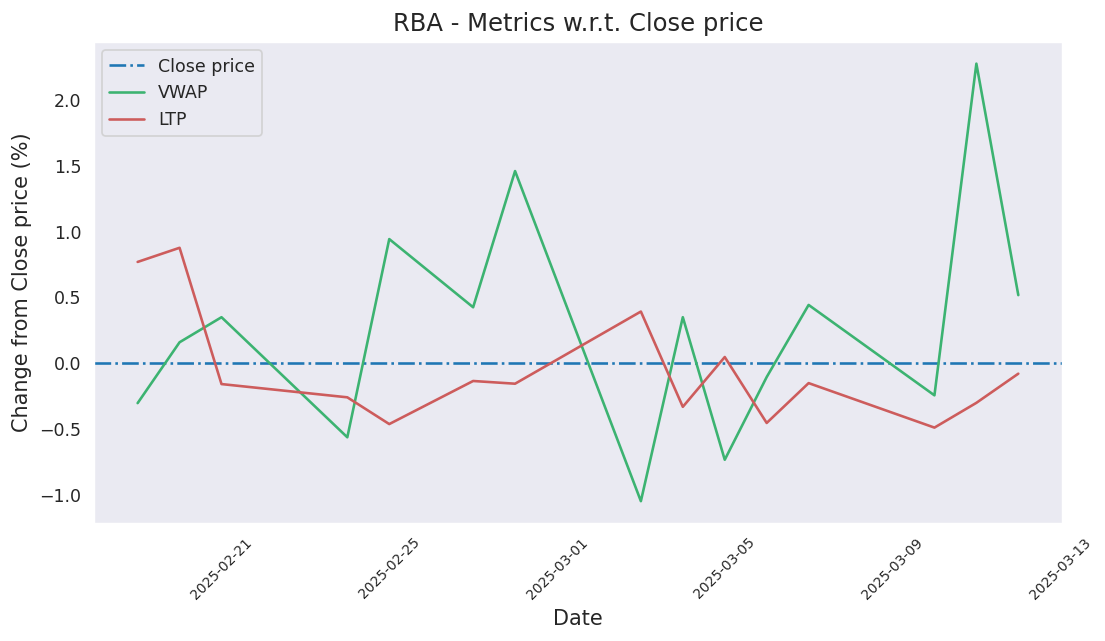 RBA - Metrics w.r.t. Close price
Close price
VWAP
LTP
Change from Close price (%)
2.0
1.5
1.0
0.5
0.0
−0.5
−1.0
2025-02-21
2025-02-25
2025-03-01
2025-03-05
2025-03-09
2025-03-13
Date